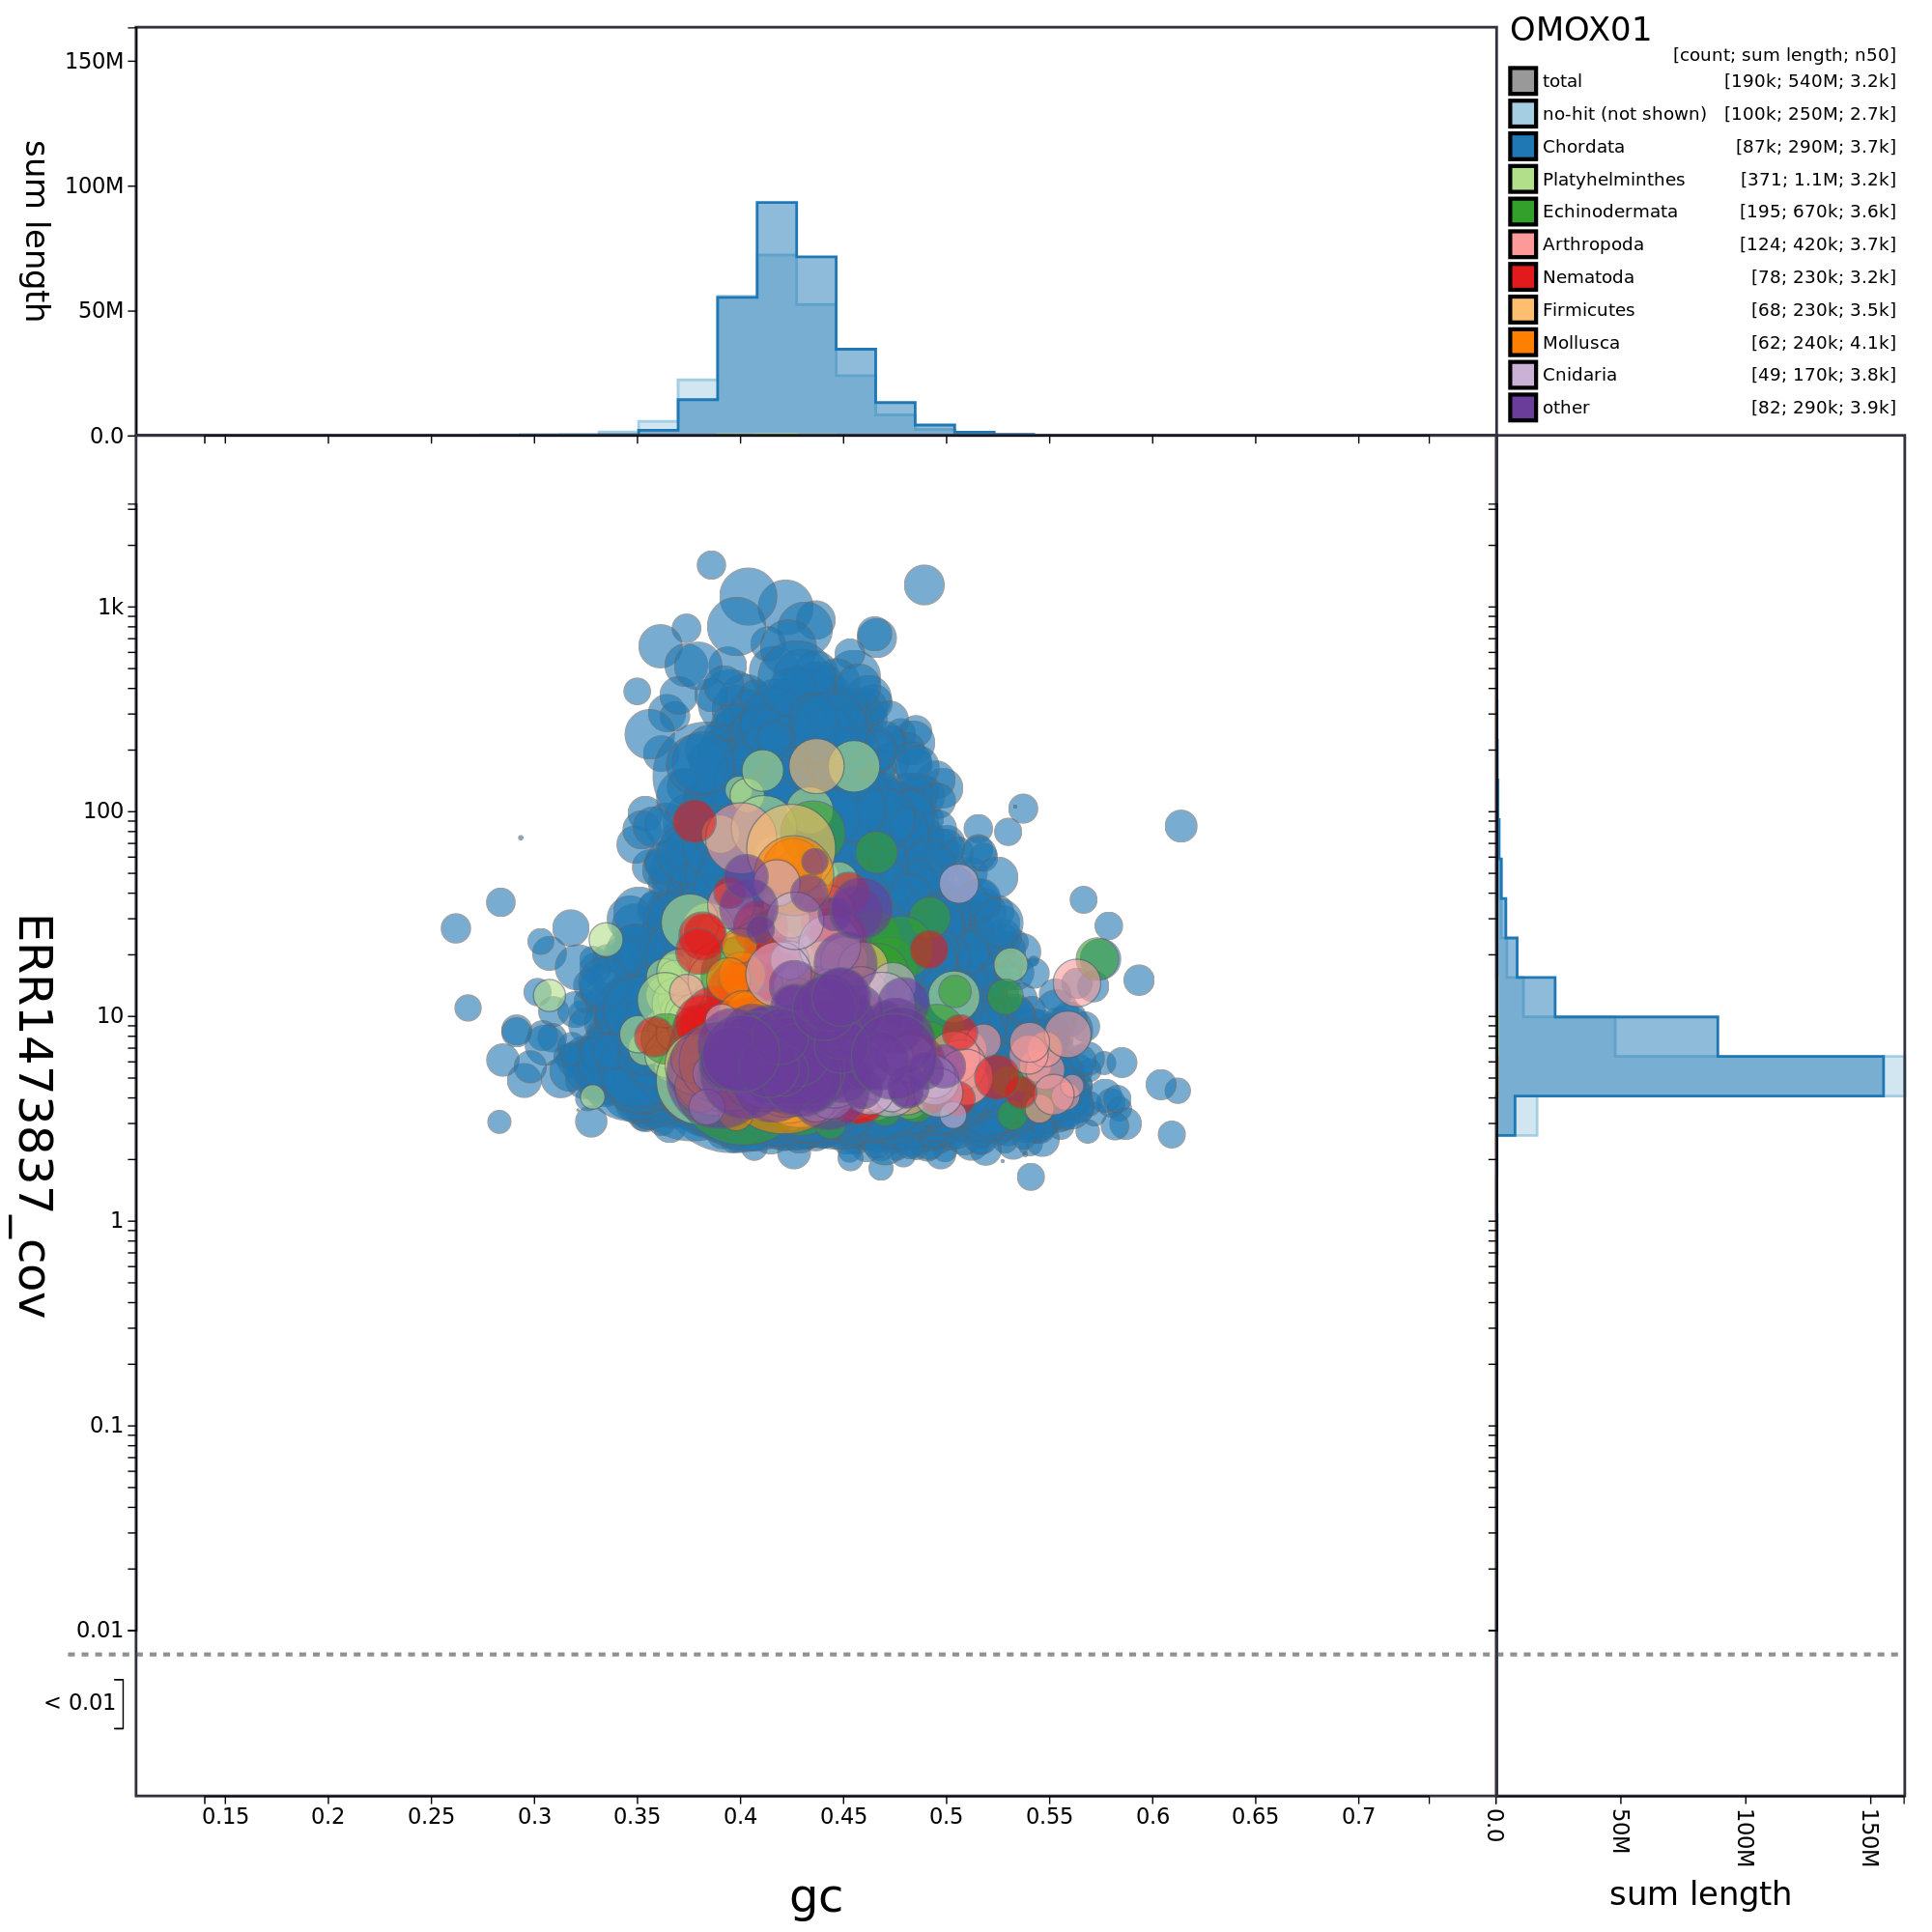 OMOX01
[count; sum length; n50]
total [190k; 540M; 3.2k]
no-hit (not shown) [100k; 250M; 2.7k]
Chordata [87k; 290M; 3.7k]
Platyhelminthes [371; 1.1M; 3.2k]
Echinodermata [195; 670k; 3.6k]
Arthropoda [124; 420k; 3.7k]
Nematoda [78; 230k; 3.2k]
Firmicutes [68; 230k; 3.5k]
Mollusca [62; 240k; 4.1k]
Cnidaria [49; 170k; 3.8k]
other [82; 290k; 3.9k]
sum length
150M
100M
50M
0.0
ERR1473837_cov
1k
100
10
1
0.1
0.01
< 0.01
0.15 0.2 0.25 0.3 0.35 0.4 0.45 0.5 0.55 0.6 0.65 0.7
gc
0.0 50M 100M 150M
sum length